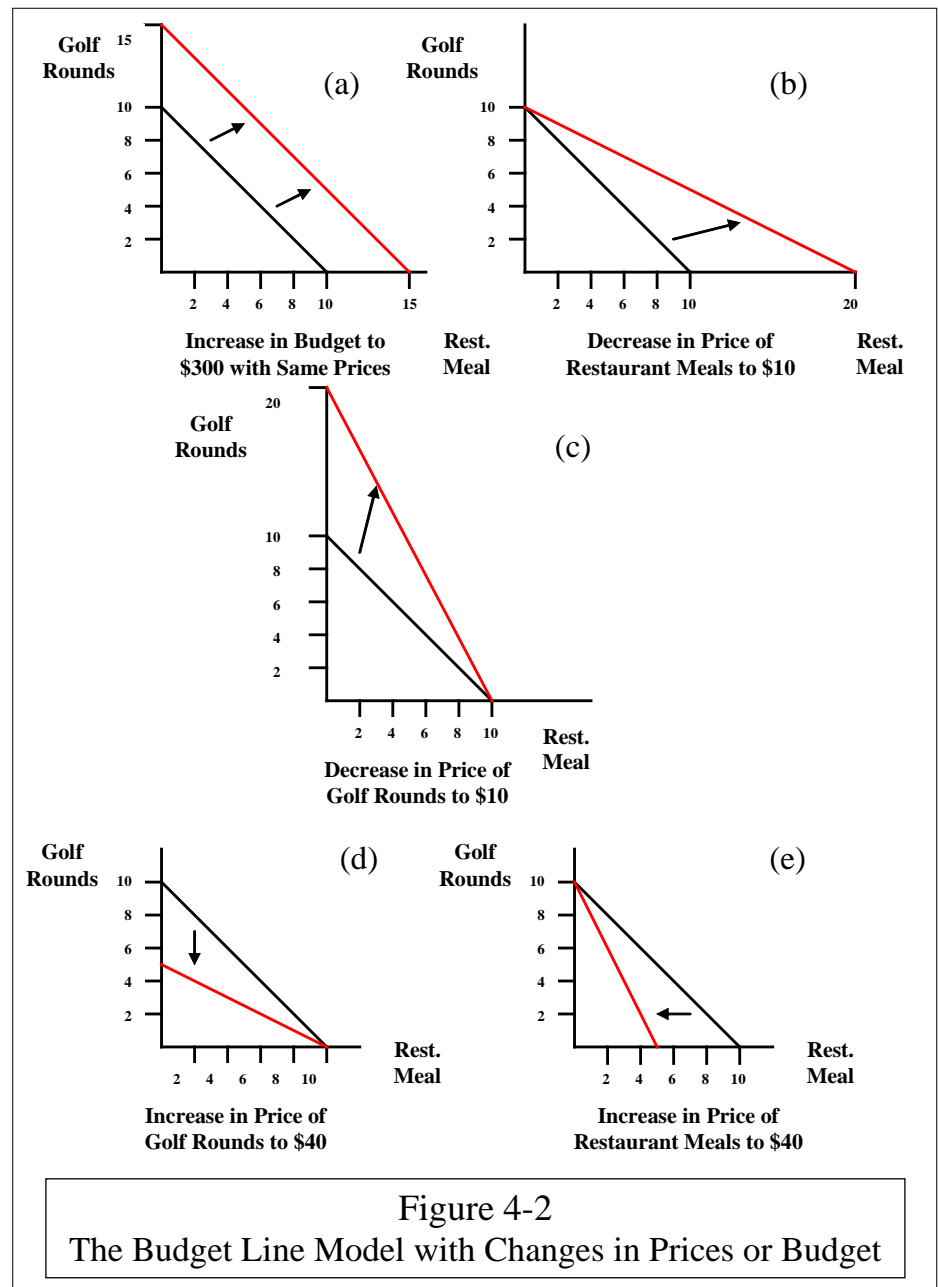 Golf
Rounds
15
10
8
6
4
2
(a)
2 4 6 8 10 15
Increase in Budget to
$300 with Same Prices
Rest.
Meal
Golf
Rounds
10
8
6
4
2
(b)
2 4 6 8 10 20
Decrease in Price of
Restaurant Meals to $10
Rest.
Meal
Golf
Rounds
20
10
8
6
4
2
(c)
2 4 6 8 10
Decrease in Price of
Golf Rounds to $10
Rest.
Meal
Golf
Rounds
10
8
6
4
2
(d)
2 4 6 8 10
Increase in Price of
Golf Rounds to $40
Rest.
Meal
Golf
Rounds
10
8
6
4
2
(e)
2 4 6 8 10
Increase in Price of
Restaurant Meals to $40
Rest.
Meal
Figure 4-2
The Budget Line Model with Changes in Prices or Budget